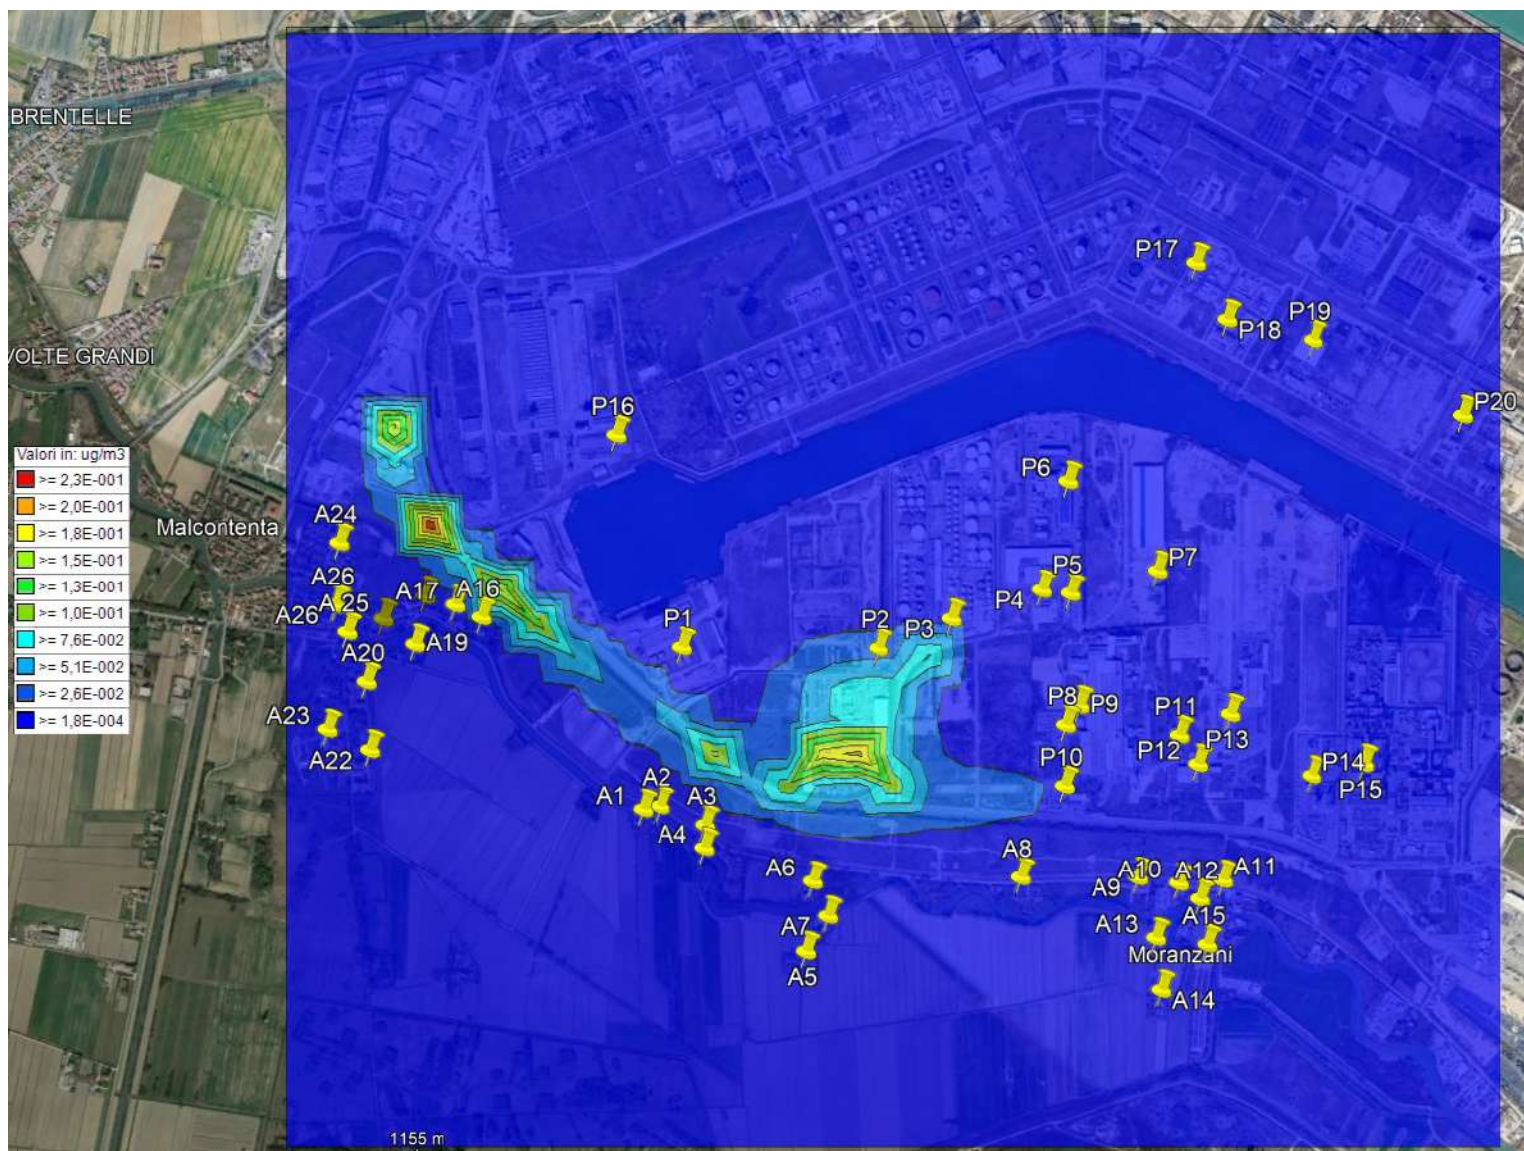 BRENTELLE
P17
P18
P19
VOLTE GRANDI
P16
P20
Valori in: ug/m3
>= 2,3E-001
>= 2,0E-001
>= 1,8E-001
>= 1,5E-001
>= 1,3E-001
>= 1,0E-001
>= 7,6E-002
>= 5,1E-002
>= 2,6E-002
>= 1,8E-004
P6
A24
Malcontenta
P7
P5
P4
A26
A17
A16
A25
A26
P1
P2
P3
A19
A20
P8
P9
A23
P11
P13
P12
A22
P14
P10
P15
A2
A1
A3
A4
A8
A6
A10
A12
A11
A9
A15
A7
A13
Moranzani
A5
A14
1155 m